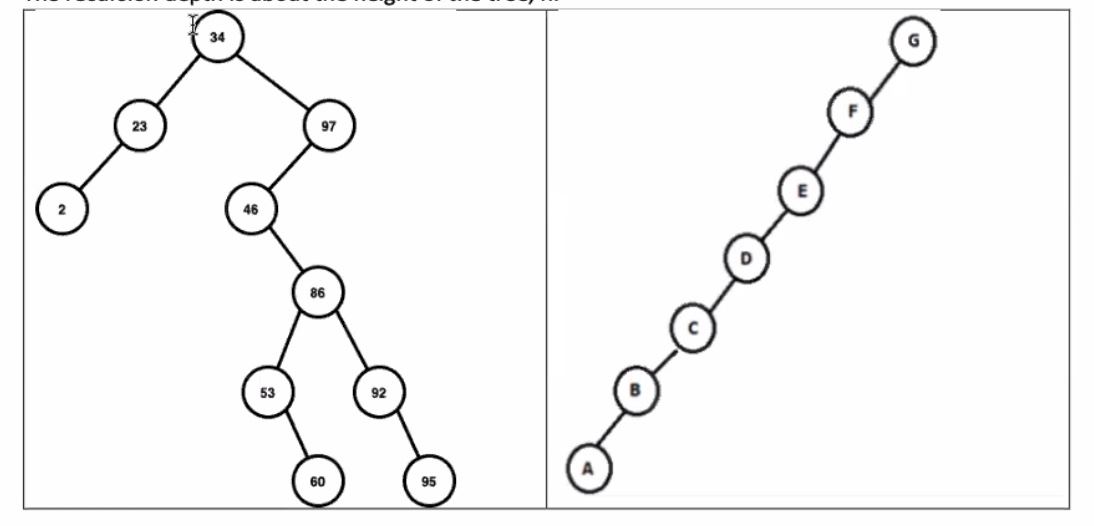 The recursion depth is about the height of the tree,
34
23 97
2 46
86
53 92
60 95
G
F
E
D
C
B
A